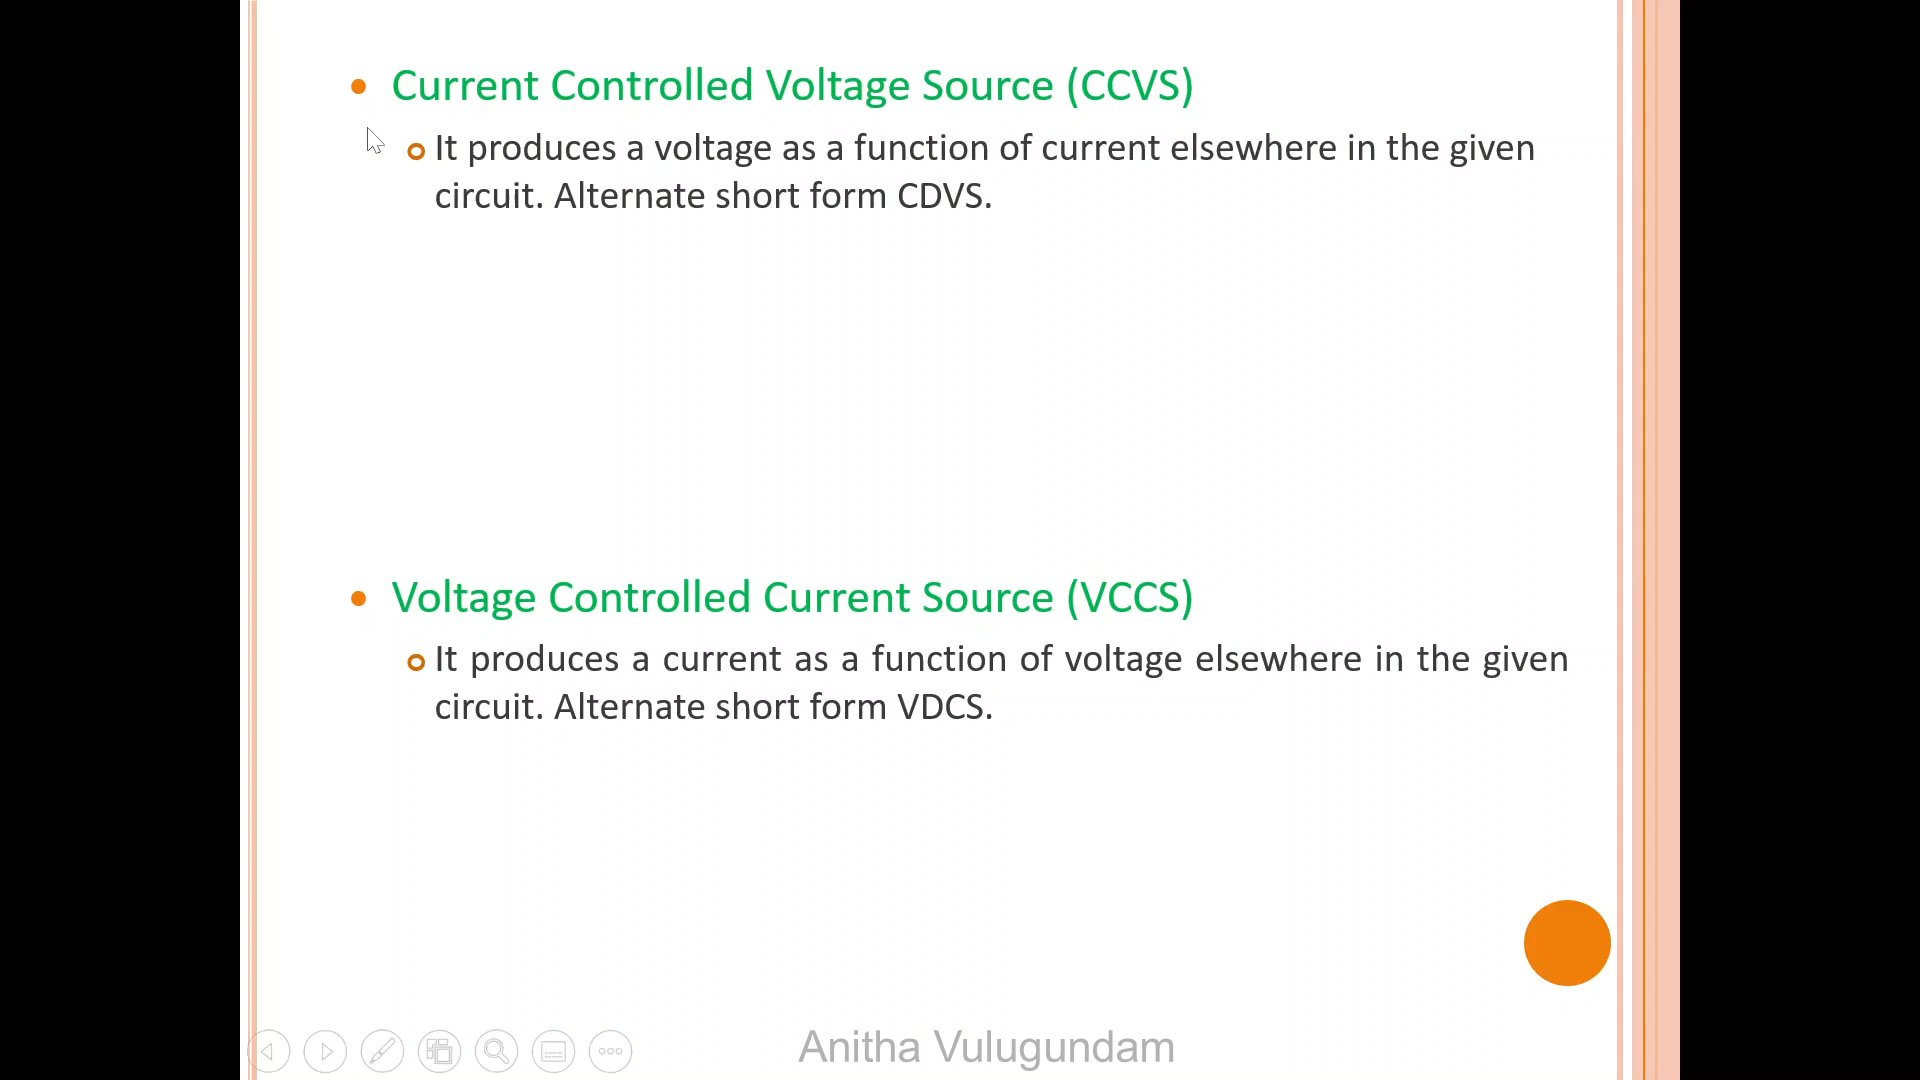 Current Controlled Voltage Source (CCVS)
It produces a voltage as a function of current elsewhere in the given
circuit. Alternate short form CDVS.
Voltage Controlled Current Source (VCCS)
It produces a current as a function of voltage elsewhere in the given
circuit. Alternate short form VDCS.
Anitha Vulugundam